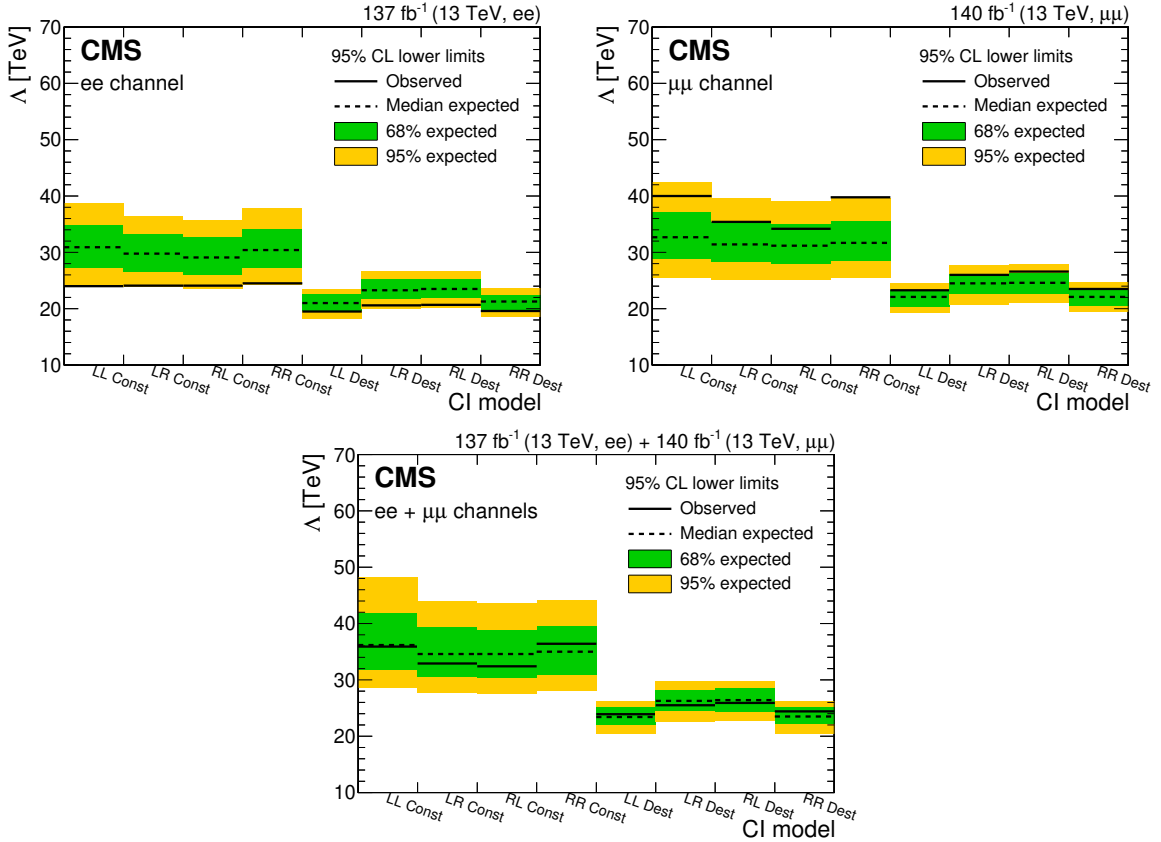 137 fb⁻¹ (13 TeV, ee)
Λ [TeV]
70
60
50
40
30
20
10
CMS
ee channel
95% CL lower limits
Observed
Median expected
68% expected
95% expected
LL Const
LR Const
RL Const
RR Const
LL Dest
LR Dest
RL Dest
RR Dest
CI model
140 fb⁻¹ (13 TeV, μμ)
Λ [TeV]
70
60
50
40
30
20
10
CMS
μμ channel
95% CL lower limits
Observed
Median expected
68% expected
95% expected
LL Const
LR Const
RL Const
RR Const
LL Dest
LR Dest
RL Dest
RR Dest
CI model
137 fb⁻¹ (13 TeV, ee) + 140 fb⁻¹ (13 TeV, μμ)
Λ [TeV]
70
60
50
40
30
20
10
CMS
ee + μμ channels
95% CL lower limits
Observed
Median expected
68% expected
95% expected
LL Const
LR Const
RL Const
RR Const
LL Dest
LR Dest
RL Dest
RR Dest
CI model